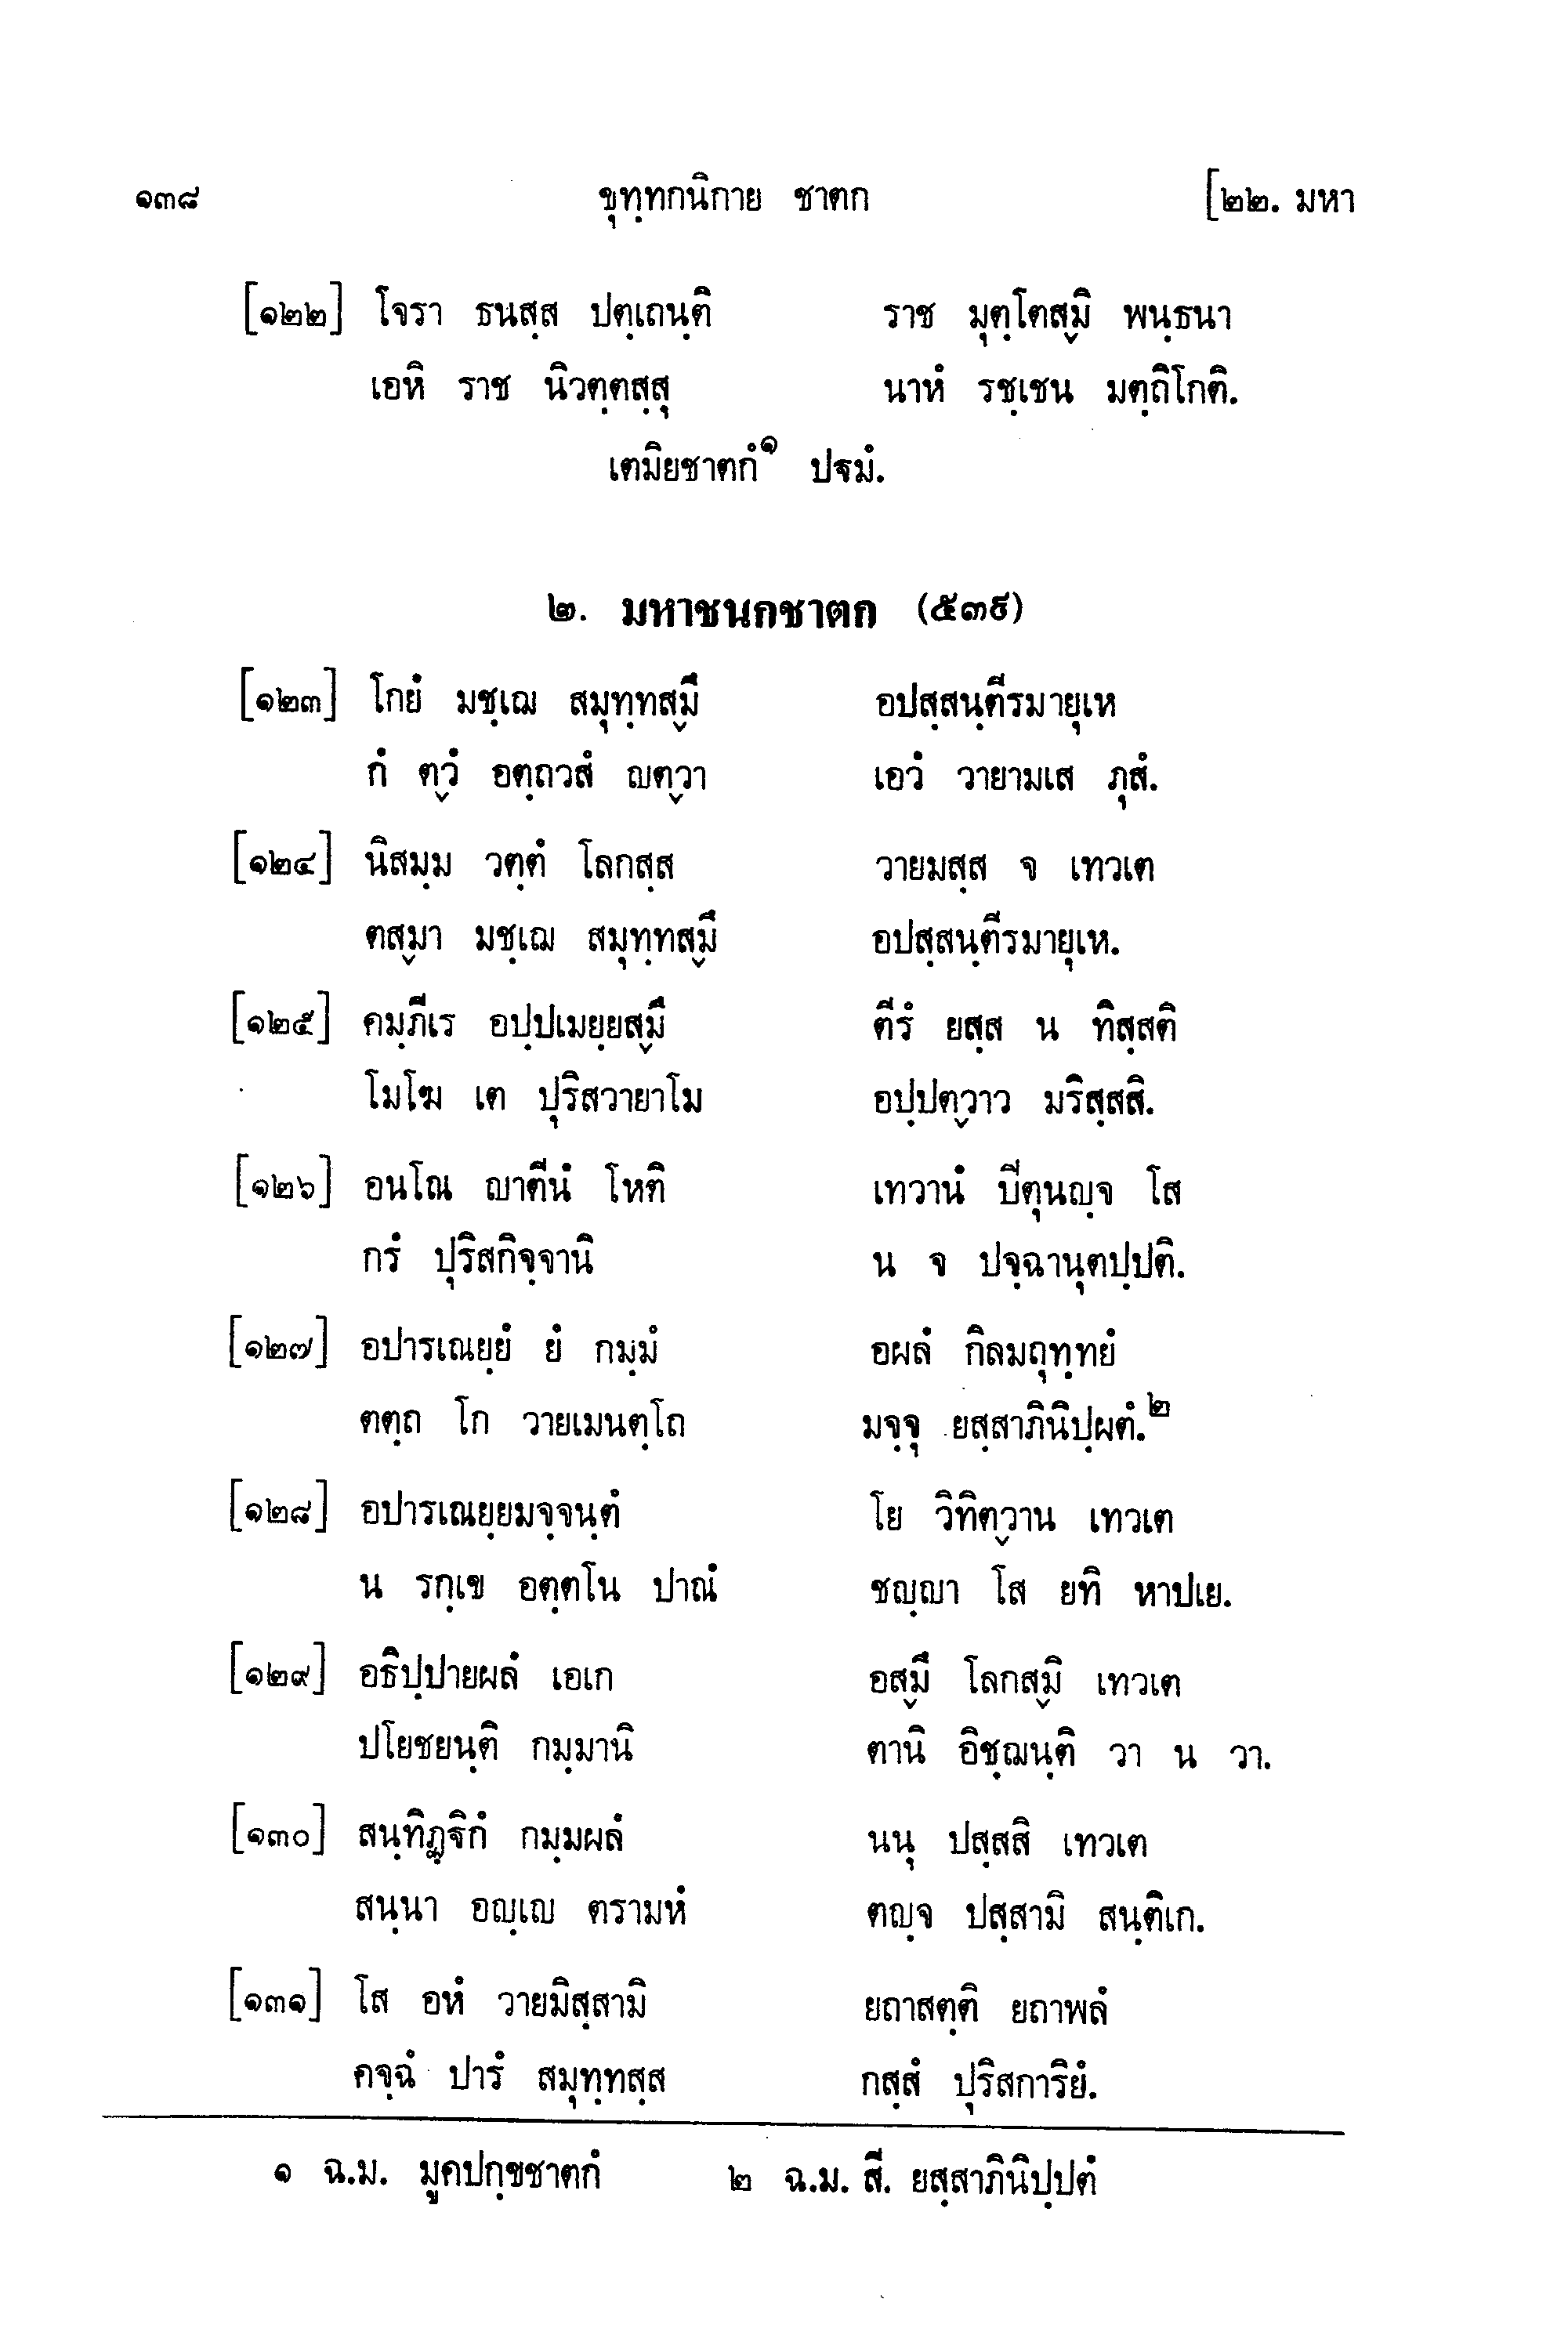 ๑๓๘ ขุทฺทกนิกาย ชาตก [๒๒. มหา
[๑๒๒] โจรา ธนสฺส ปตฺเถนฺติ ราช มุตฺโตสฺมิ พนฺธนา
เอหิ ราช นิวตฺตสฺสุ นาหํ รชฺเชน มตฺถิโกติ.
เตมิยชาตกํ๑ ปฐมํ.
๒. มหาชนกชาตก (๕๓๙)
[๑๒๓] โกยํ มชฺเฌ สมุทฺทสฺมึ อปสฺสนฺตีรมายุเห
กํ ตฺวํ อตฺถวสํ ญตฺวา เอวํ วายามเส ภุสํ.
[๑๒๔] นิสมฺม วตฺตํ โลกสฺส วายมสฺส จ เทวเต
ตสฺมา มชฺเฌ สมุทฺทสฺมึ อปสฺสนฺตีรมายุเห.
[๑๒๕] คมฺภีเร อปฺปเมยฺยสฺมึ ตีรํ ยสฺส น ทิสฺสติ
โมโฆ เต ปุริสวายาโม อปฺปตฺวาว มริสฺสสิ.
[๑๒๖] อนโณ ญาตีนํ โหติ เทวานํ ปิตุนญฺจ โส
กรํ ปุริสกิจฺจานิ น จ ปจฺฉานุตปฺปติ.
[๑๒๗] อปารเณยฺยํ ยํ กมฺมํ อผลํ กิลมถุทฺทยํ
ตตฺถ โก วายเมนตฺโถ มจฺจุ ยสฺสาภินิปฺผตํ.๒
[๑๒๘] อปารเณยฺยมจฺจนฺตํ โย วิทิตฺวาน เทวเต
น รกฺเข อตฺตโน ปาณํ ชญฺญา โส ยทิ หาปเย.
[๑๒๙] อธิปฺปายผลํ เอเก อสฺมึ โลกสฺมิ เทวเต
ปโยชยนฺติ กมฺมานิ ตานิ อิชฺฌนฺติ วา น วา.
[๑๓๐] สนฺทิฏฺฐิกํ กมฺมผลํ นนุ ปสฺสสิ เทวเต
สนฺนา อญฺเญ ตรามหํ ตญฺจ ปสฺสามิ สนฺติเก.
[๑๓๑] โส อหํ วายมิสฺสามิ ยถาสตฺติ ยถาพลํ
คจฺฉํ ปารํ สมุทฺทสฺส กสฺสํ ปุริสการิยํ.
๑ ฉ.ม. มูคปกฺขชาตกํ ๒ ฉ.ม. สี. ยสฺสาภินิปฺปตํ